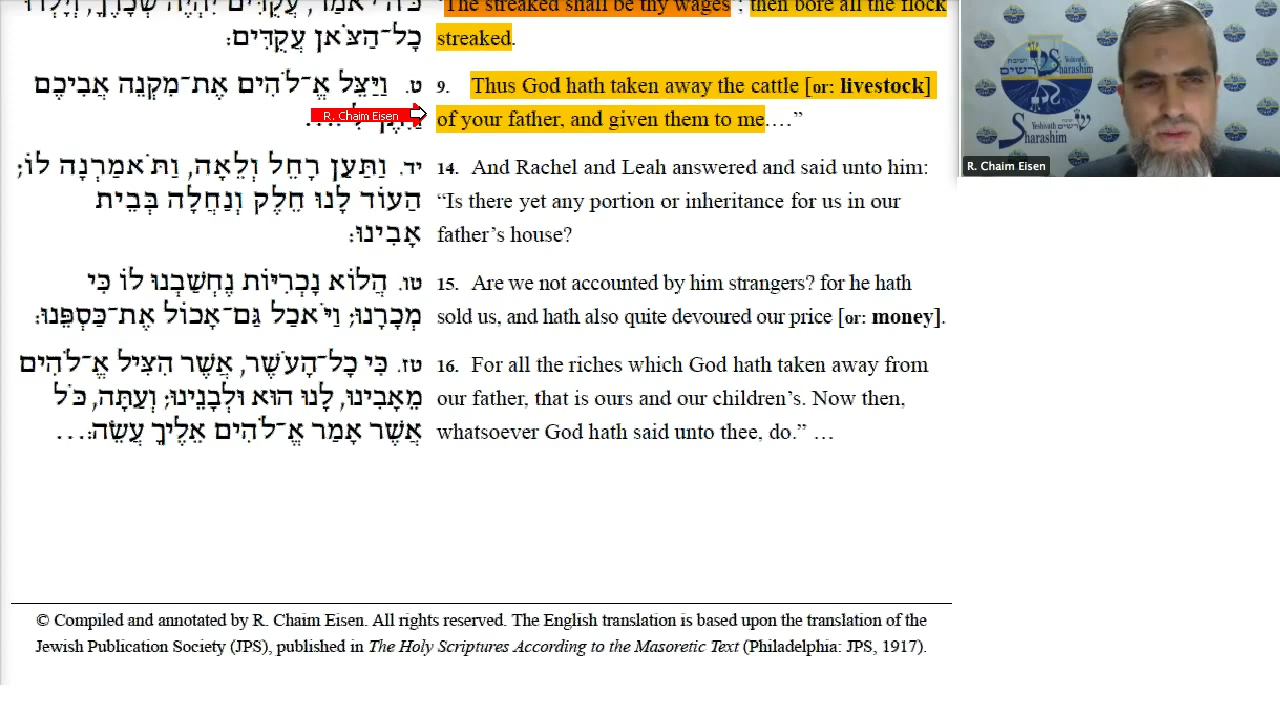 כֹּה יֹאמַר, עֲקֻדִּים יִהְיֶה שְׂכָרֶךָ, וְיָלְדוּ
כָל־הַצֹּאן עֲקֻדִּים:
ט. וַיַּצֵּל אֱ־לֹהִים אֶת־מִקְנֵה אֲבִיכֶם
יד. וַתַּעַן רָחֵל וְלֵאָה, וַתֹּאמַרְנָה לוֹ;
הַעוֹד לָנוּ חֵלֶק וְנַחֲלָה בְּבֵית
אָבִינוּ:
טו. הֲלוֹא נָכְרִיּוֹת נֶחְשַׁבְנוּ לוֹ כִּי
מְכָרָנוּ; וַיֹּאכַל גַּם־אָכוֹל אֶת־כַּסְפֵּנוּ:
טז. כִּי כָל־הָעֹשֶׁר, אֲשֶׁר הִצִּיל אֱ־לֹהִים
מֵאָבִינוּ, לָנוּ הוּא וּלְבָנֵינוּ; וְעַתָּה, כֹּל
אֲשֶׁר אָמַר אֱ־לֹהִים אֵלֶיךָ עֲשֵׂה:…
The streaked shall be thy wages'; then bore all the flock
streaked.
9. Thus God hath taken away the cattle [or: livestock]
of your father, and given them to me.…”
14. And Rachel and Leah answered and said unto him:
“Is there yet any portion or inheritance for us in our
father’s house?
15. Are we not accounted by him strangers? for he hath
sold us, and hath also quite devoured our price [or: money].
16. For all the riches which God hath taken away from
our father, that is ours and our children’s. Now then,
whatsoever God hath said unto thee, do.” …
© Compiled and annotated by R. Chaim Eisen. All rights reserved. The English translation is based upon the translation of the
Jewish Publication Society (JPS), published in The Holy Scriptures According to the Masoretic Text (Philadelphia: JPS, 1917).
R. Chaim Eisen
Yeshivath
שרשים
Sharashim
R. Chaim Eisen